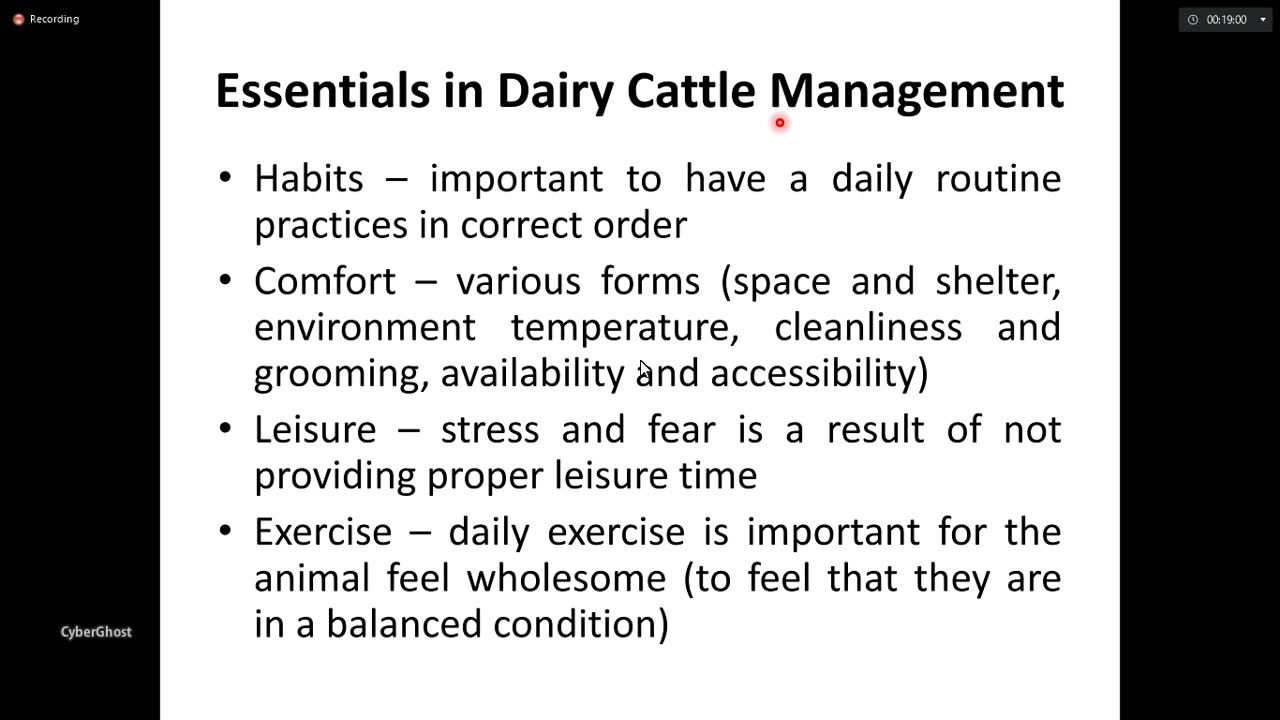 Recording
00:19:00
Essentials in Dairy Cattle Management
• Habits – important to have a daily routine
practices in correct order
• Comfort – various forms (space and shelter,
environment temperature, cleanliness and
grooming, availability and accessibility)
• Leisure – stress and fear is a result of not
providing proper leisure time
• Exercise – daily exercise is important for the
animal feel wholesome (to feel that they are
in a balanced condition)
CyberGhost